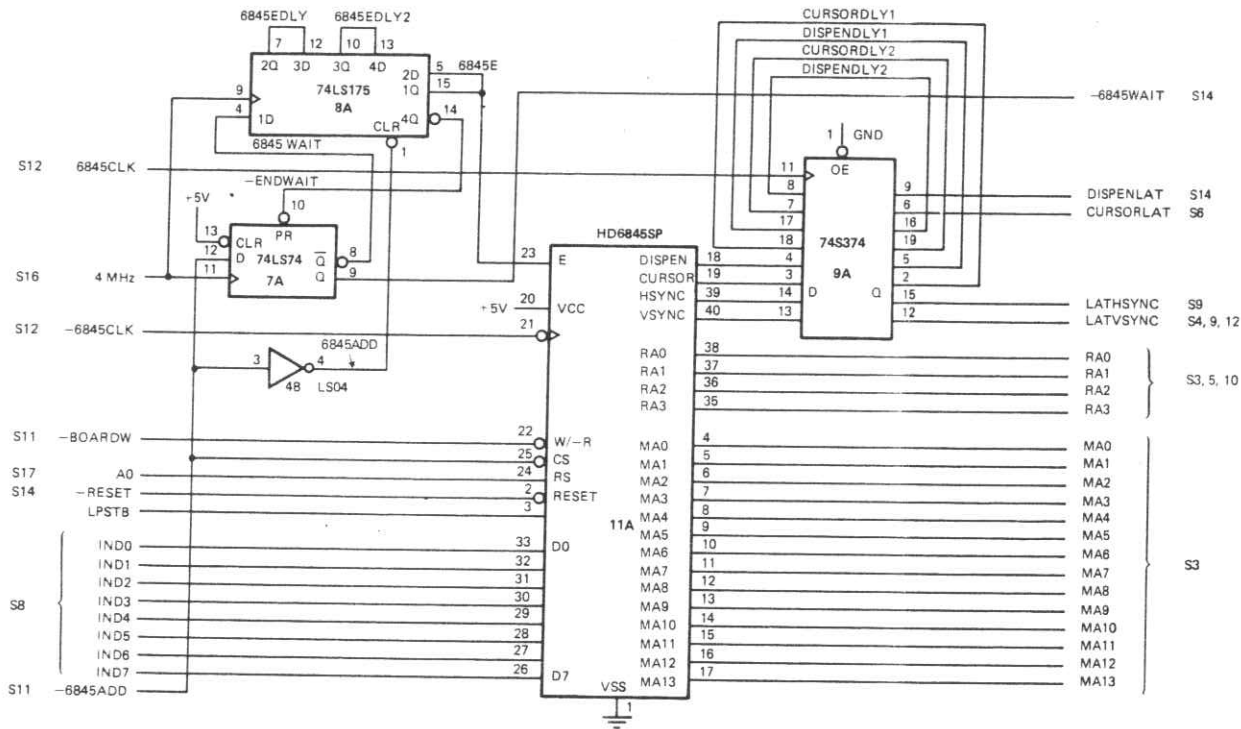 6845EDLY 6845EDLY2
7 12 10 13
2Q 3D 3Q 4D
74LS175
8A
9
4 1D
2D 5 6845E
1Q 15
4Q 14
CLR
1
6845 WAIT
-ENDWAIT
+5V
10
PR
13 CLR
12 D
11
74LS74
7A
Q 8
Q 9
S12 6845CLK
S16 4 MHz
S12 -6845CLK
6845ADD
3 4
4B LS04
S11 -BOARDW
S17 A0
S14 -RESET
LPSTB
S8
IND0
IND1
IND2
IND3
IND4
IND5
IND6
IND7
S11 -6845ADD
HD6845SP
11A
23 E
+5V 20 VCC
21
22 W/-R
25 CS
24 RS
2 RESET
3
33 D0
32
31
30
29
28
27
26 D7
VSS
1
DISPEN 18
CURSOR 19
HSYNC 39
VSYNC 40
RA0 38
RA1 37
RA2 36
RA3 35
MA0 4
MA1 5
MA2 6
MA3 7
MA4 8
MA5 9
MA6 10
MA7 11
MA8 12
MA9 13
MA10 14
MA11 15
MA12 16
MA13 17
CURSORDLY1
DISPENDLY1
CURSORDLY2
DISPENDLY2
1 GND
OE
11
8
7
17
18
4
3
14 D
13
74S374
9A
9
6
16
19
5
2
Q 15
12
-6845WAIT S14
DISPENLAT S14
CURSORLAT S6
LATHSYNC S9
LATVSYNC S4, 9, 12
RA0
RA1
RA2
RA3
S3, 5, 10
MA0
MA1
MA2
MA3
MA4
MA5
MA6
MA7
MA8
MA9
MA10
MA11
MA12
MA13
S3